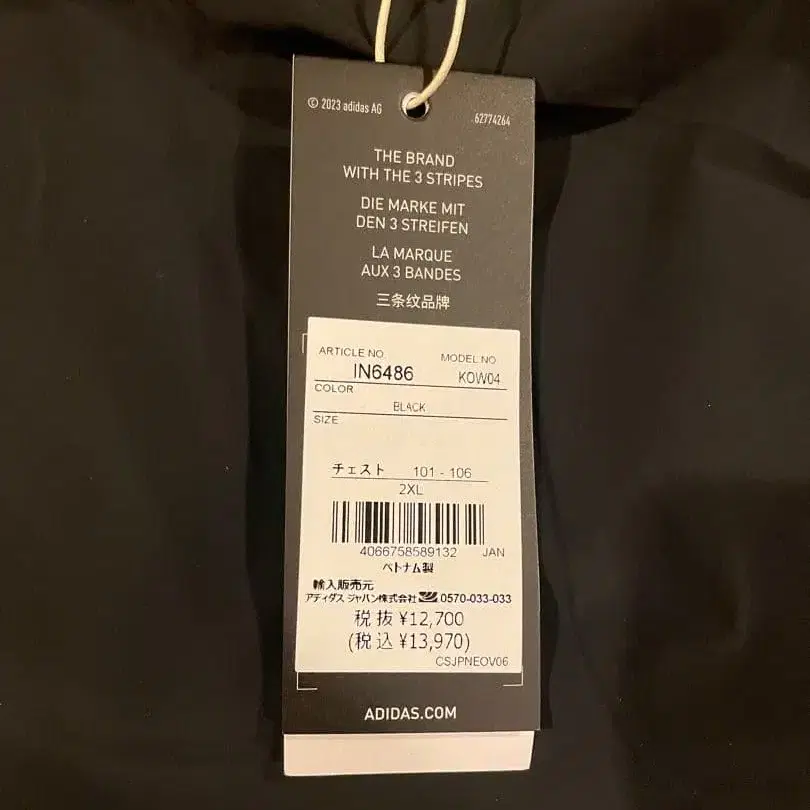 © 2023 adidas AG
62774264
THE BRAND
WITH THE 3 STRIPES
DIE MARKE MIT
DEN 3 STREIFEN
LA MARQUE
AUX 3 BANDES
三条纹品牌
ARTICLE NO. MODEL NO
IN6486 KOW04
COLOR
BLACK
SIZE
チェスト 101 - 106
2XL
4066758589132 JAN
ベトナム製
輸入販売元
アディダス ジャパン株式会社 0570-033-033
税抜 ¥12,700
(税込 ¥13,970)
CSJPNEOV06
ADIDAS.COM